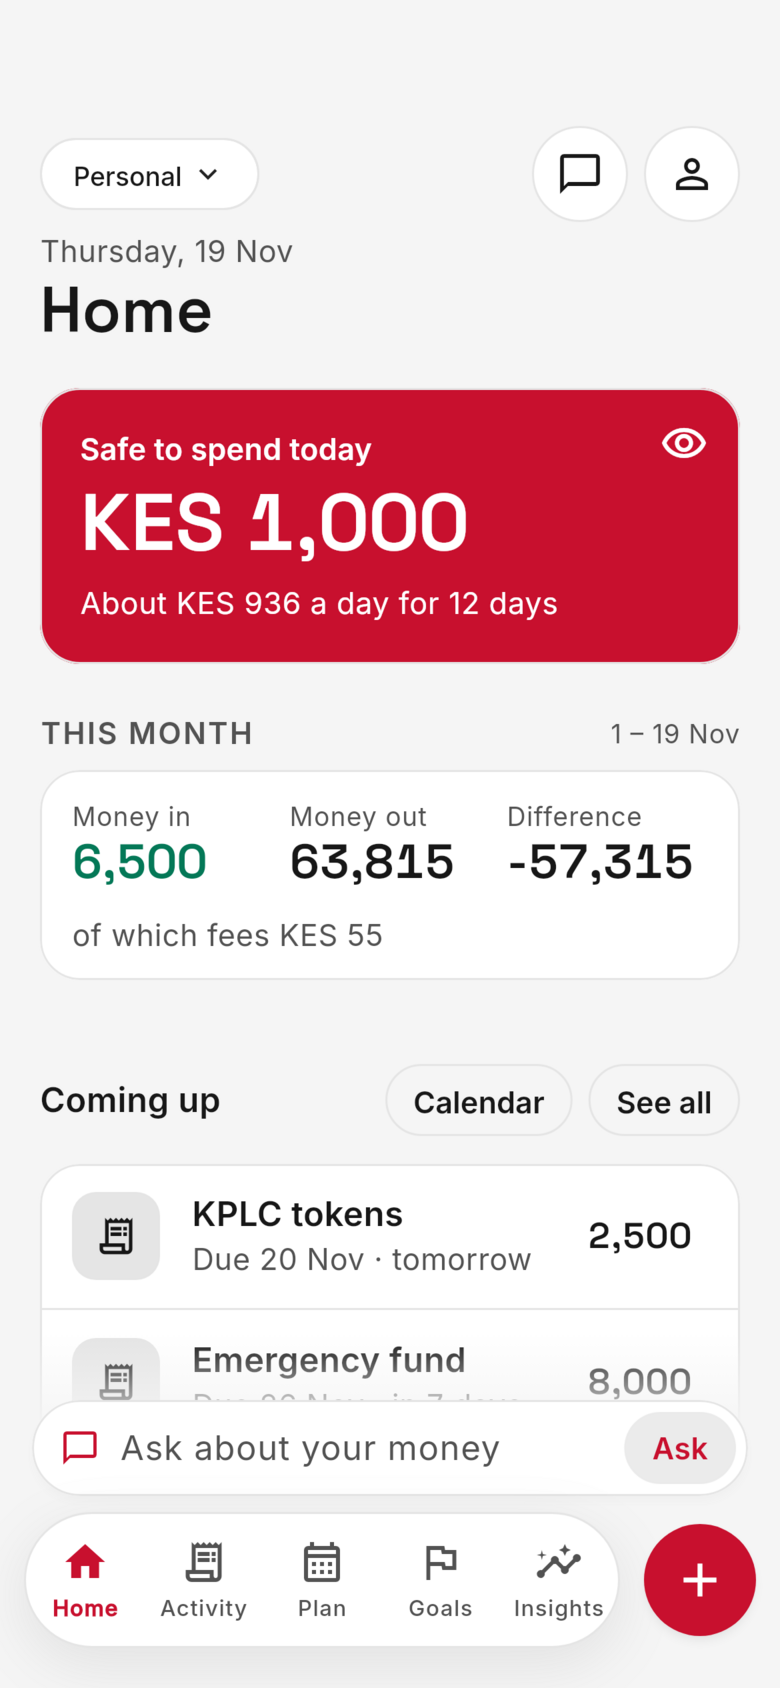 Personal
Thursday, 19 Nov
Home
Safe to spend today
KES 1,000
About KES 936 a day for 12 days
THIS MONTH
1 – 19 Nov
Money in
Money out
Difference
6,500
63,815
-57,315
of which fees KES 55
Coming up
Calendar
See all
KPLC tokens
2,500
Due 20 Nov · tomorrow
Emergency fund
8,000
Ask about your money
Ask
Home
Activity
Plan
Goals
Insights